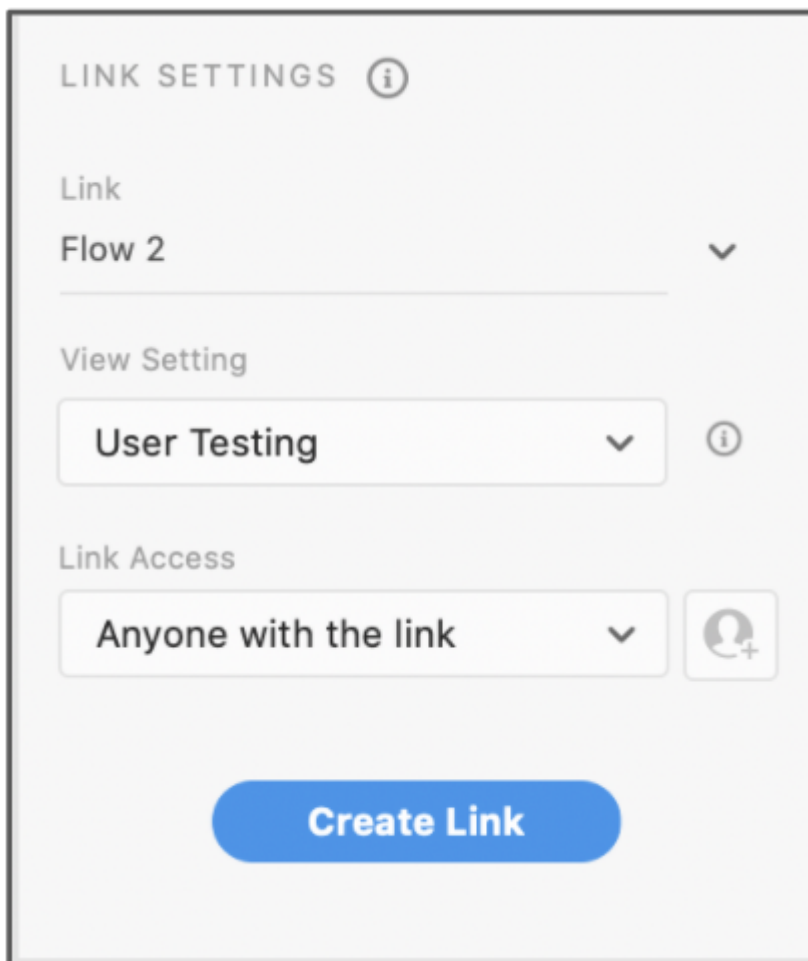 LINK SETTINGS
Link
Flow 2
View Setting
User Testing
Link Access
Anyone with the link
Create Link